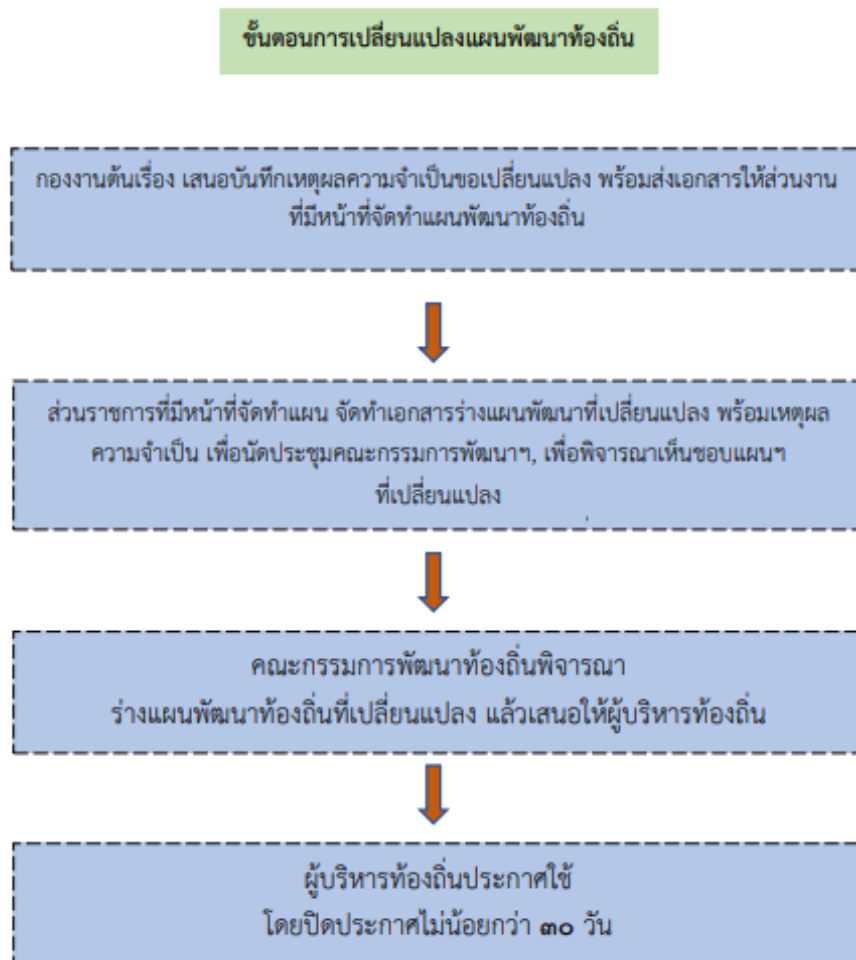 ขั้นตอนการเปลี่ยนแปลงแผนพัฒนาท้องถิ่น
กองงานต้นเรื่อง เสนอบันทึกเหตุผลความจำเป็นขอเปลี่ยนแปลง พร้อมส่งเอกสารให้ส่วนงาน
ที่มีหน้าที่จัดทำแผนพัฒนาท้องถิ่น
ส่วนราชการที่มีหน้าที่จัดทำแผน จัดทำเอกสารร่างแผนพัฒนาที่เปลี่ยนแปลง พร้อมเหตุผล
ความจำเป็น เพื่อนัดประชุมคณะกรรมการพัฒนาฯ, เพื่อพิจารณาเห็นชอบแผนฯ
ที่เปลี่ยนแปลง
คณะกรรมการพัฒนาท้องถิ่นพิจารณา
ร่างแผนพัฒนาท้องถิ่นที่เปลี่ยนแปลง แล้วเสนอให้ผู้บริหารท้องถิ่น
ผู้บริหารท้องถิ่นประกาศใช้
โดยปิดประกาศไม่น้อยกว่า ๓๐ วัน